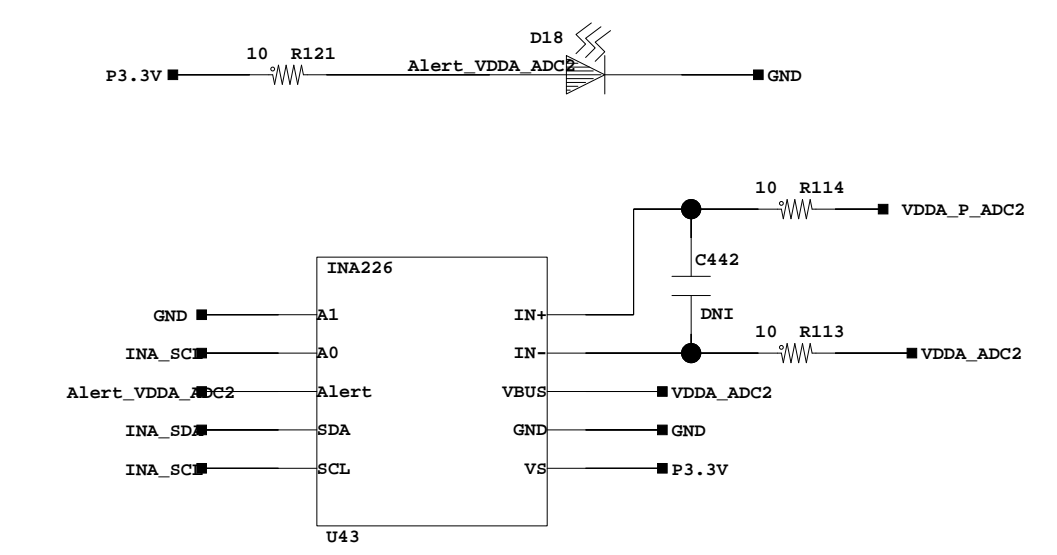 D18
10 R121
P3.3V Alert_VDDA_ADC2 GND
10 R114
VDDA_P_ADC2
C442
INA226
DNI
GND A1 IN+
10 R113
INA_SCL A0 IN- VDDA_ADC2
Alert_VDDA_ADC2 Alert VBUS VDDA_ADC2
INA_SDA SDA GND GND
INA_SCL SCL VS P3.3V
U43